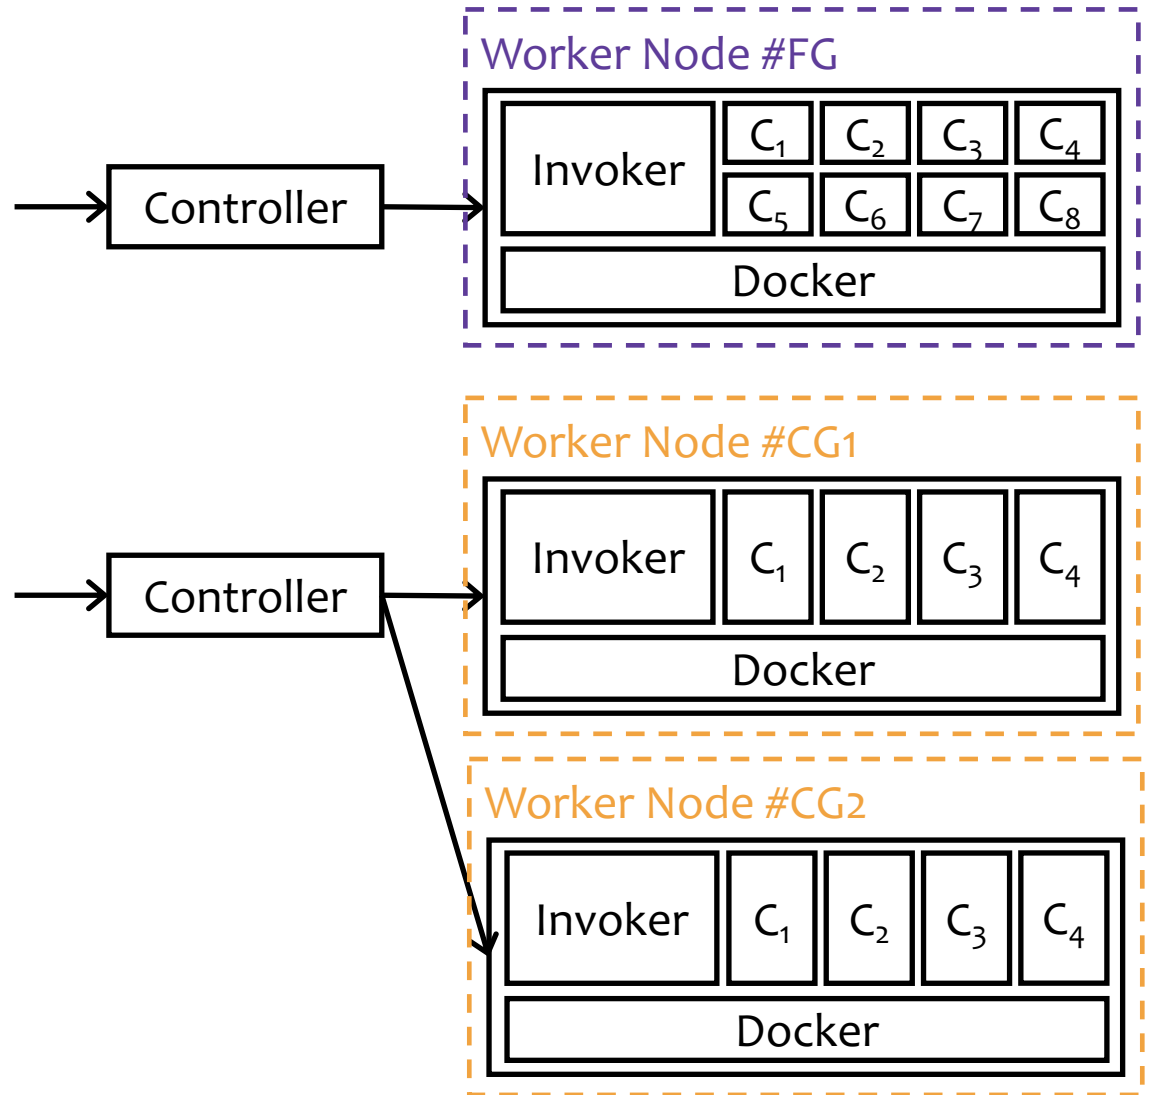 Worker Node #FG
Controller
Invoker
C1 C2 C3 C4
C5 C6 C7 C8
Docker
Worker Node #CG1
Controller
Invoker C1 C2 C3 C4
Docker
Worker Node #CG2
Invoker C1 C2 C3 C4
Docker